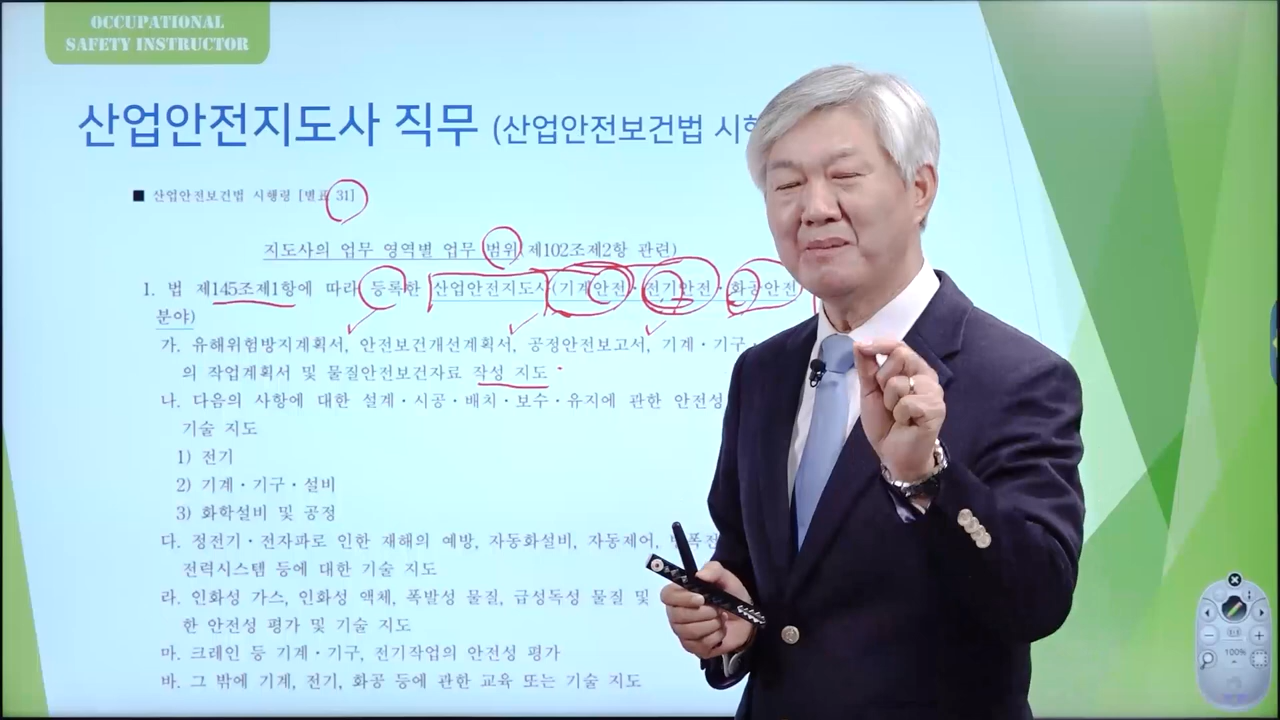 OCCUPATIONAL
SAFETY INSTRUCTOR
산업안전지도사 직무 (산업안전보건법 시행
■ 산업안전보건법 시행령 [별표 31]
지도사의 업무 영역별 업무 범위(제102조제2항 관련)
1. 법 제145조제1항에 따라 등록한 산업안전지도사(기계안전·전기안전·화공안전
분야)
가. 유해위험방지계획서, 안전보건개선계획서, 공정안전보고서, 기계·기구·
의 작업계획서 및 물질안전보건자료 작성 지도
나. 다음의 사항에 대한 설계·시공·배치·보수·유지에 관한 안전성
기술 지도
1) 전기
2) 기계·기구·설비
3) 화학설비 및 공정
다. 정전기·전자파로 인한 재해의 예방, 자동화설비, 자동제어,
전력시스템 등에 대한 기술 지도
라. 인화성 가스, 인화성 액체, 폭발성 물질, 급성독성 물질 및
한 안전성 평가 및 기술 지도
마. 크레인 등 기계·기구, 전기작업의 안전성 평가
바. 그 밖에 기계, 전기, 화공 등에 관한 교육 또는 기술 지도
100%